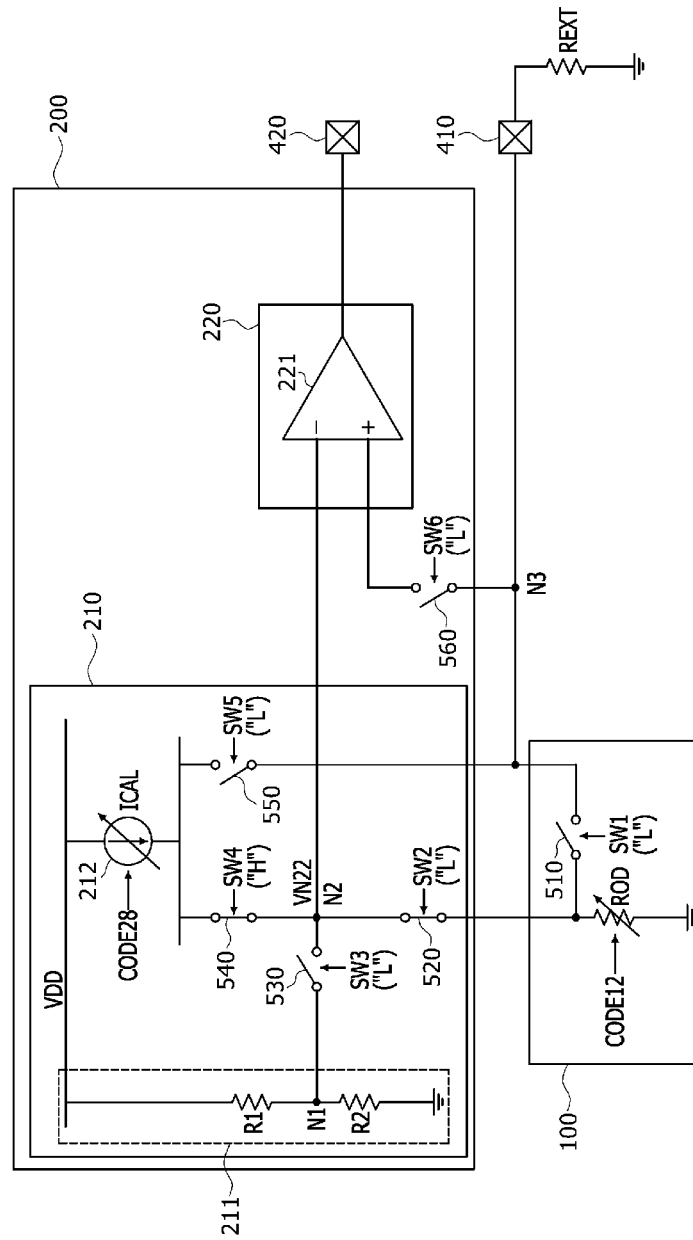 200
210
VDD
212
ICAL
CODE28
SW4
("H")
540
SW5
("L")
550
R1
N1
R2
211
530
SW3
("L")
VN22
N2
SW2
("L")
520
220
221
−
+
SW6
("L")
560
N3
420
410
REXT
100
510
SW1
("L")
ROD
CODE12